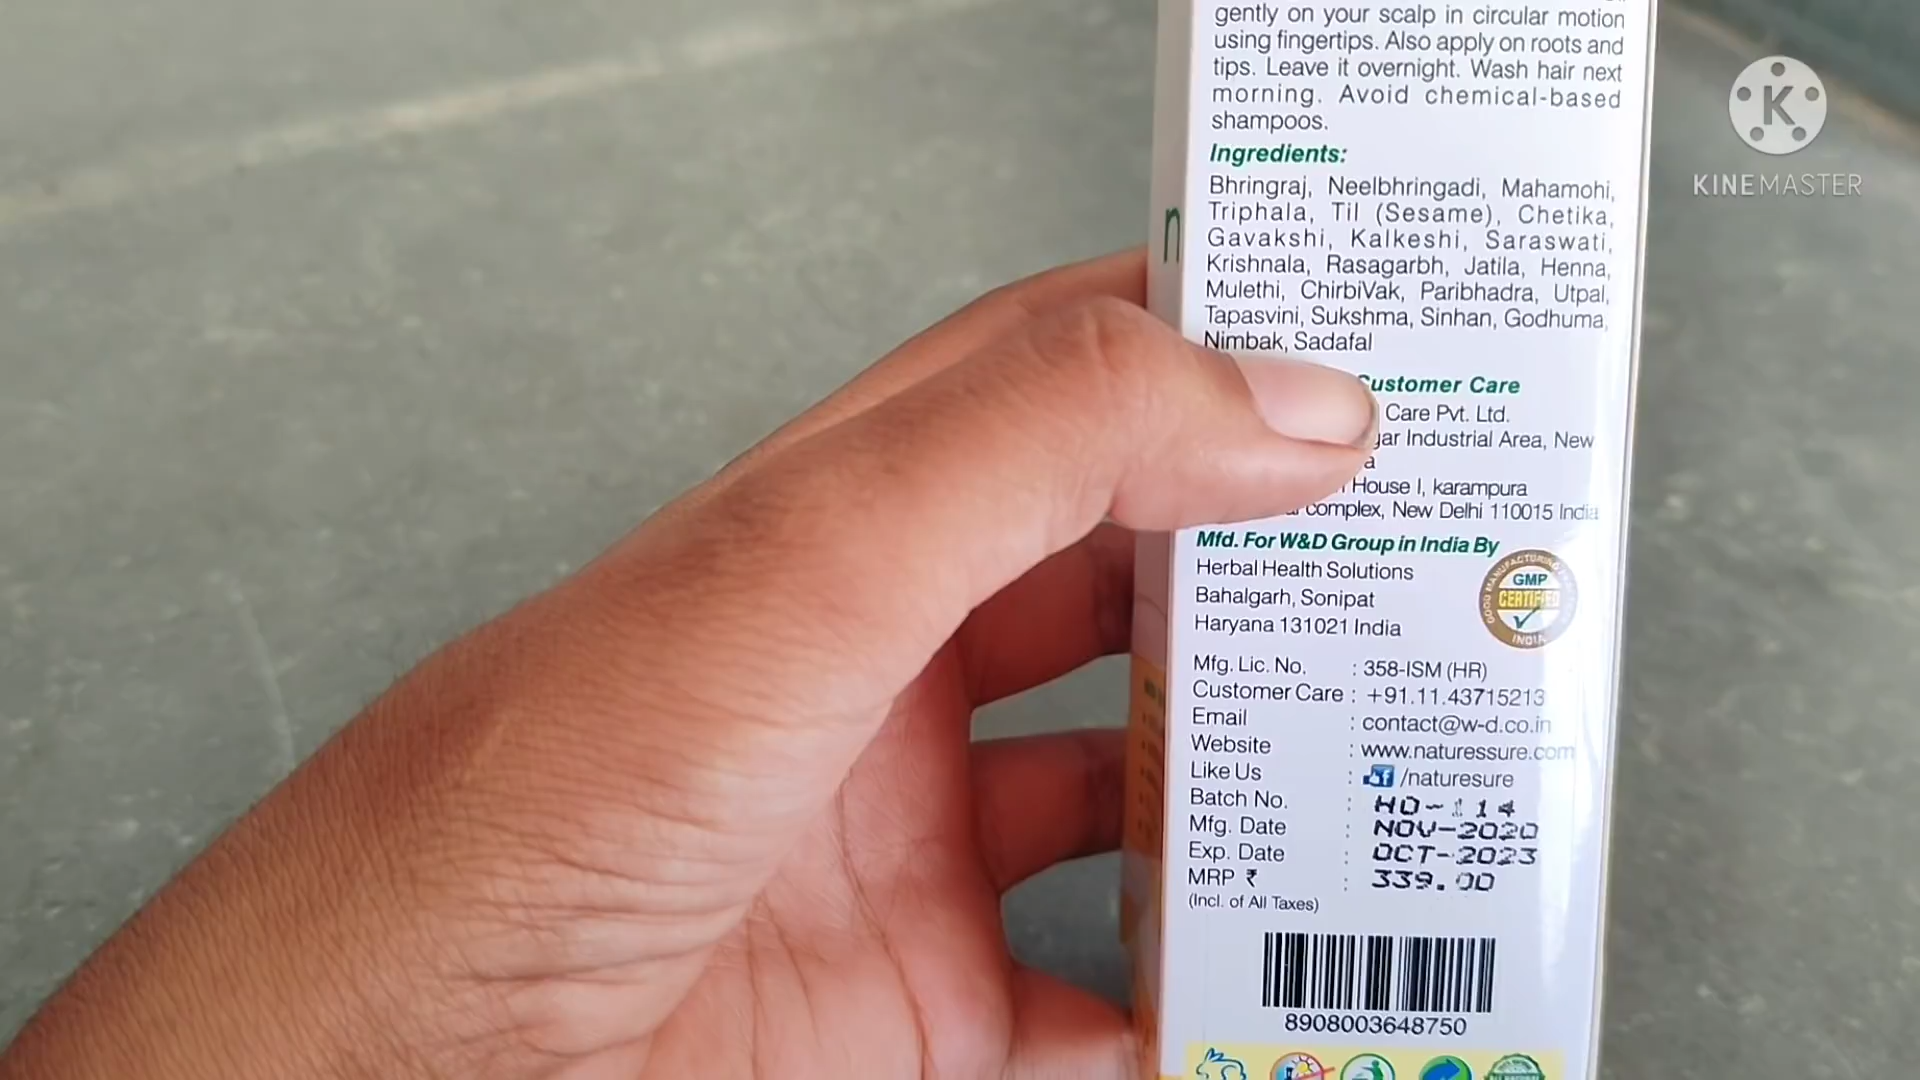 gently on your scalp in circular motion
using fingertips. Also apply on roots and
tips. Leave it overnight. Wash hair next
morning. Avoid chemical-based
shampoos.
Ingredients:
Bhringraj, Neelbhringadi, Mahamohi,
Triphala, Til (Sesame), Chetika,
Gavakshi, Kalkeshi, Saraswati,
Krishnala, Rasagarbh, Jatila, Henna,
Mulethi, ChirbiVak, Paribhadra, Utpal,
Tapasvini, Sukshma, Sinhan, Godhuma,
Nimbak, Sadafal
Customer Care
Care Pvt. Ltd.
Industrial Area, New
House I, karampura
complex, New Delhi 110015 India
Mfd. For W&D Group in India By
Herbal Health Solutions
Bahalgarh, Sonipat
Haryana 131021 India
GOOD MANUFACTURING
GMP
CERTIFIED
INDIA
Mfg. Lic. No. : 358-ISM (HR)
Customer Care : +91.11.43715213
Email : contact@w-d.co.in
Website : www.naturessure.com
Like Us : f /naturesure
Batch No. : HO-114
Mfg. Date : NOV-2020
Exp. Date : OCT-2023
MRP ₹ : 339.00
(Incl. of All Taxes)
8908003648750
n
K
KINEMASTER